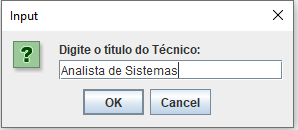 Input
Digite o título do Técnico:
Analista de Sistemas
OK
Cancel